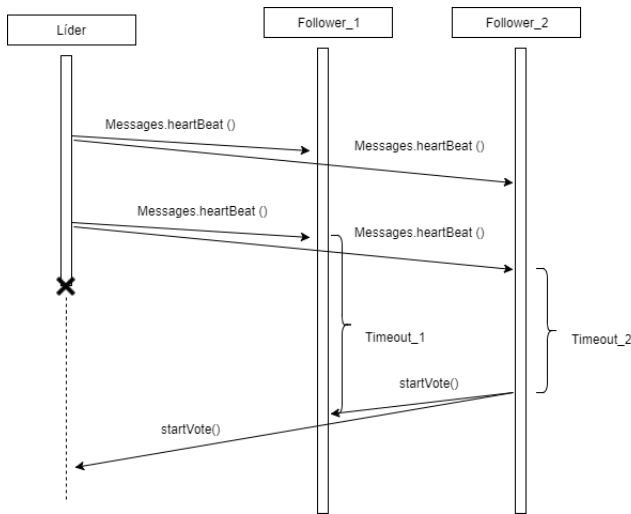 Líder
Follower_1
Follower_2
Messages.heartBeat ()
Messages.heartBeat ()
Messages.heartBeat ()
Messages.heartBeat ()
Timeout_1
Timeout_2
startVote()
startVote()